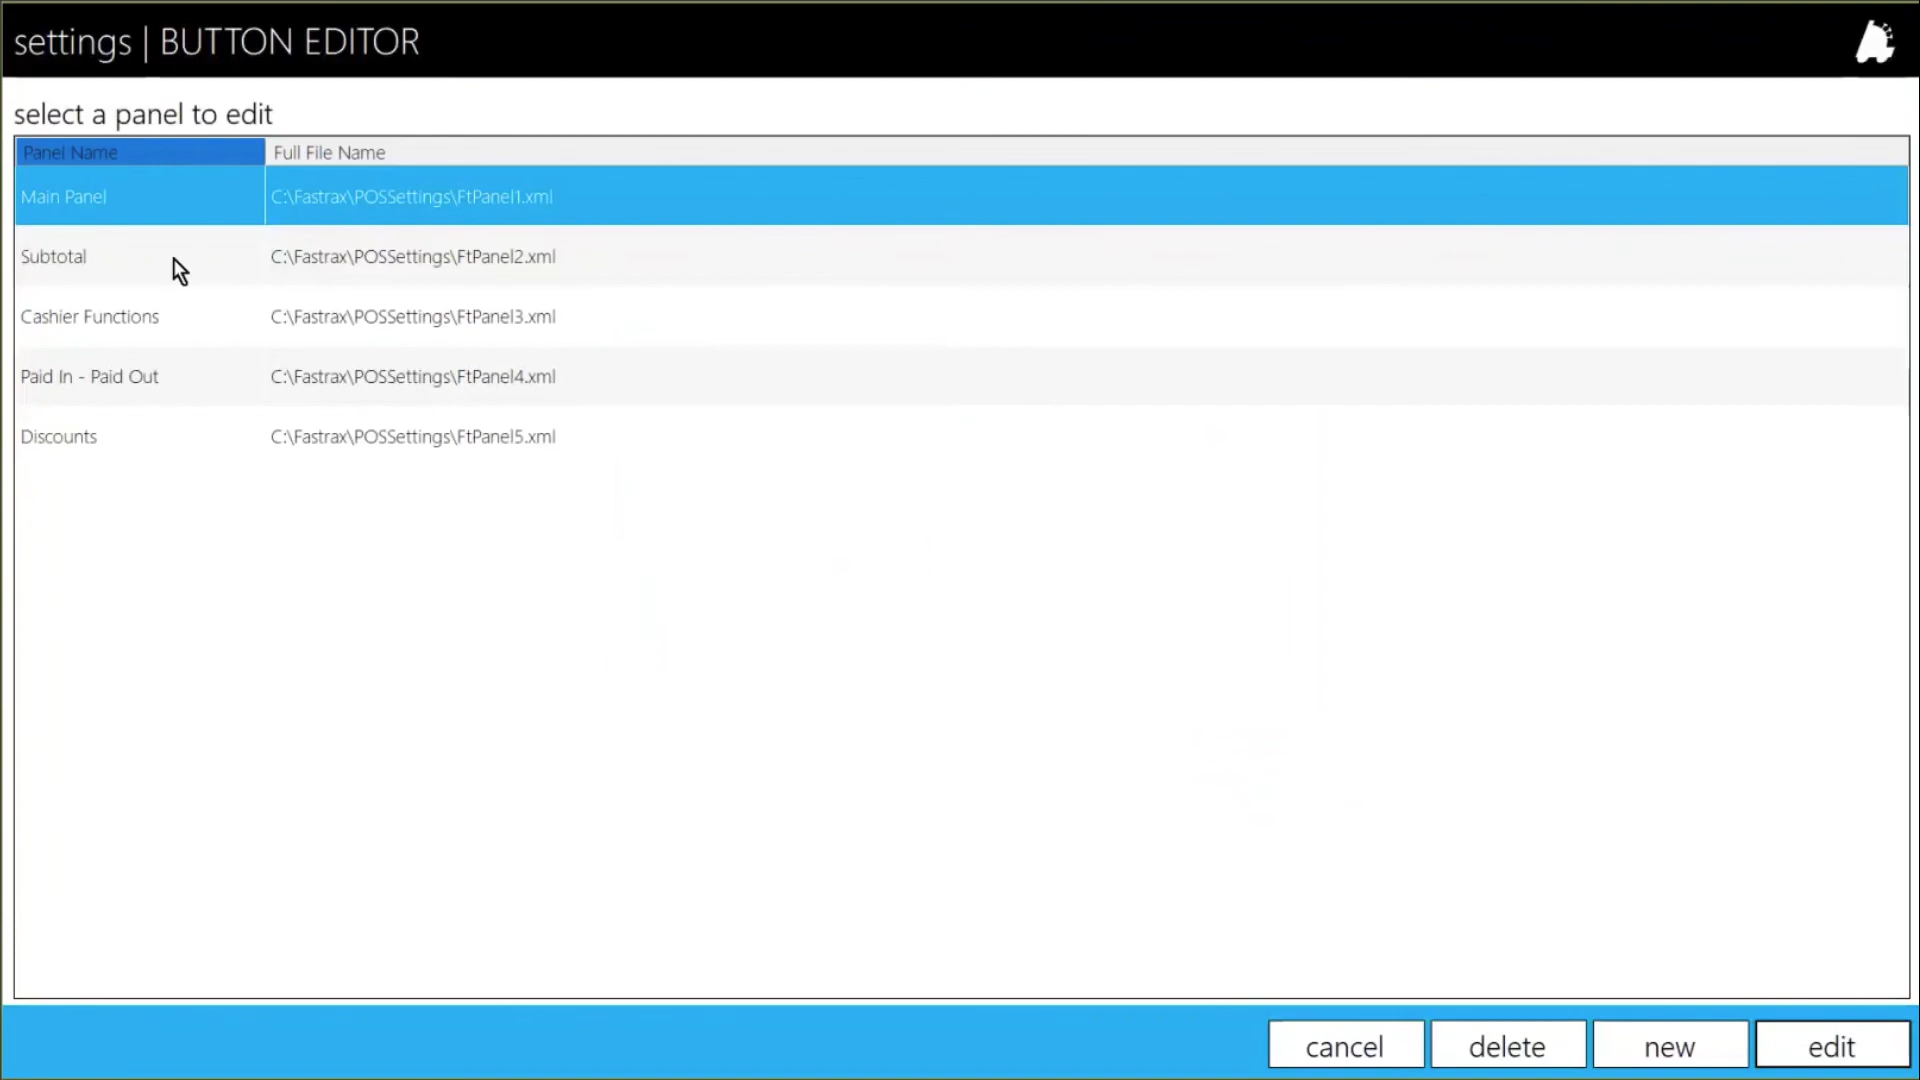 settings | BUTTON EDITOR
select a panel to edit
Panel Name Full File Name
Main Panel C:\Fastrax\POSSettings\FtPanel1.xml
Subtotal C:\Fastrax\POSSettings\FtPanel2.xml
Cashier Functions C:\Fastrax\POSSettings\FtPanel3.xml
Paid In - Paid Out C:\Fastrax\POSSettings\FtPanel4.xml
Discounts C:\Fastrax\POSSettings\FtPanel5.xml
cancel delete new edit